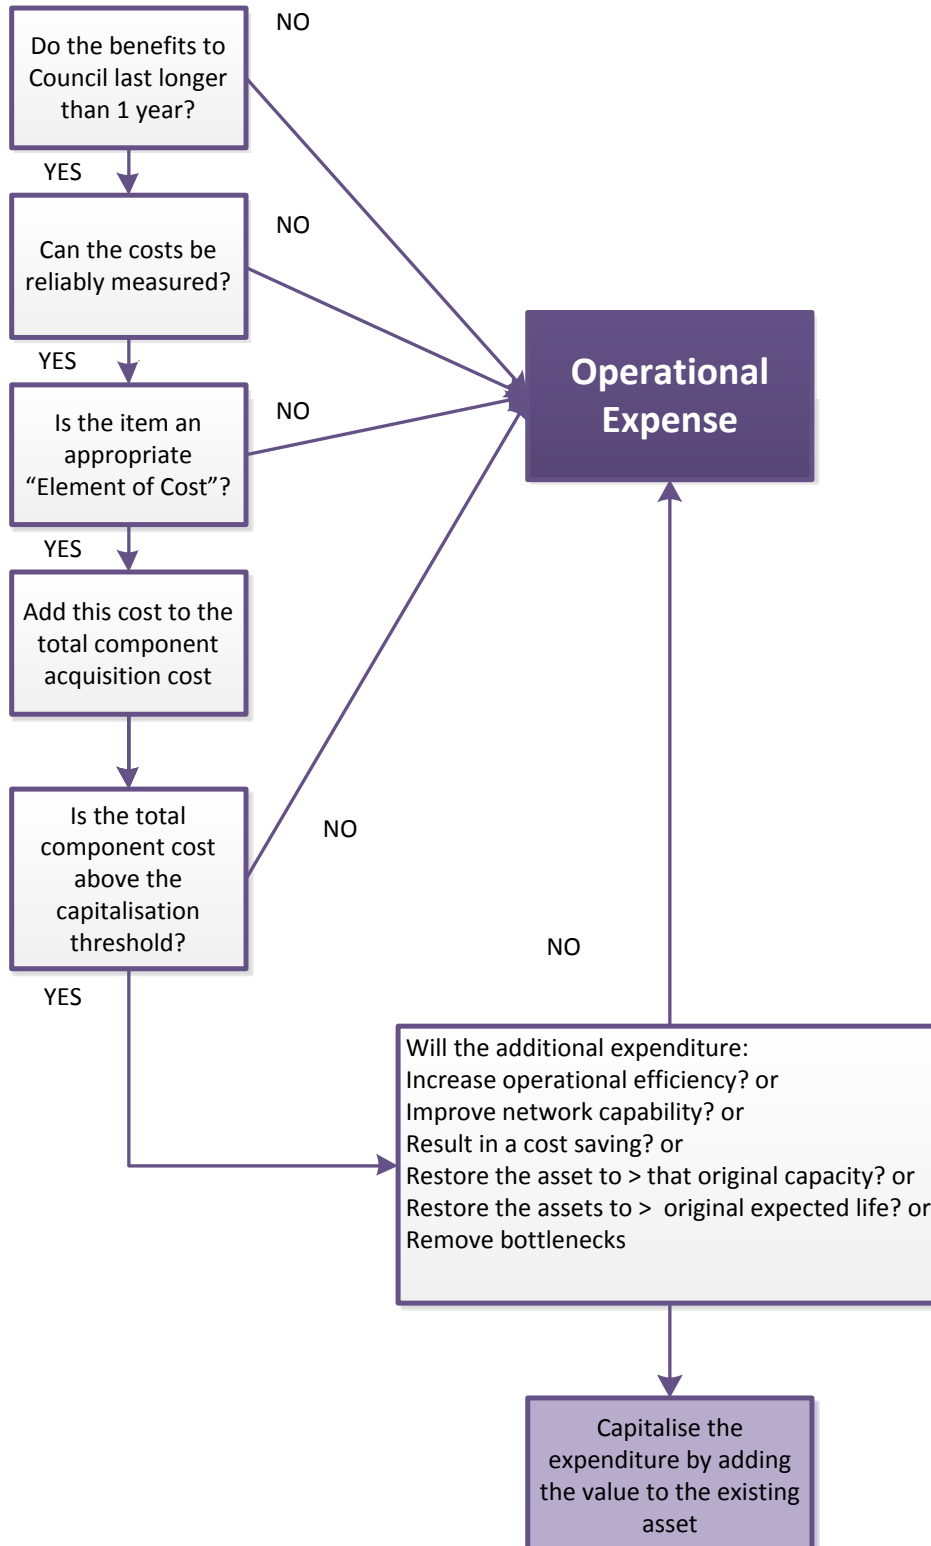 NO
Do the benefits to
Council last longer
than 1 year?
YES
NO
Can the costs be
reliably measured?
YES
Operational
Expense
NO
Is the item an
appropriate
“Element of Cost”?
YES
Add this cost to the
total component
acquisition cost
Is the total
component cost
above the
capitalisation
threshold?
NO
NO
YES
Will the additional expenditure:
Increase operational efficiency? or
Improve network capability? or
Result in a cost saving? or
Restore the asset to > that original capacity? or
Restore the assets to >  original expected life? or
Remove bottlenecks
Capitalise the
expenditure by adding
the value to the existing
asset